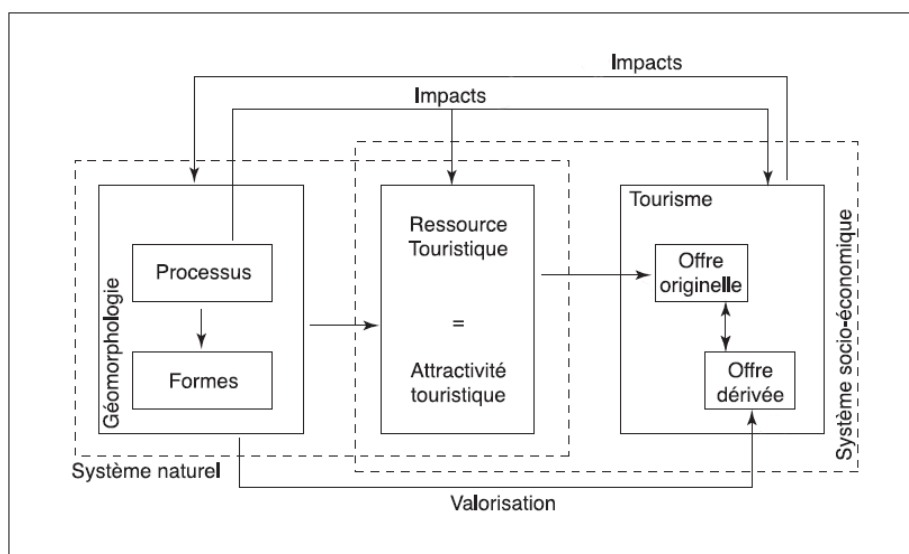 Impacts
Impacts
Tourisme
Ressource
Touristique
=
Attractivité
touristique
Géomorphologie
Processus
Formes
Offre
originelle
Offre
dérivée
Système socio-économique
Système naturel
Valorisation